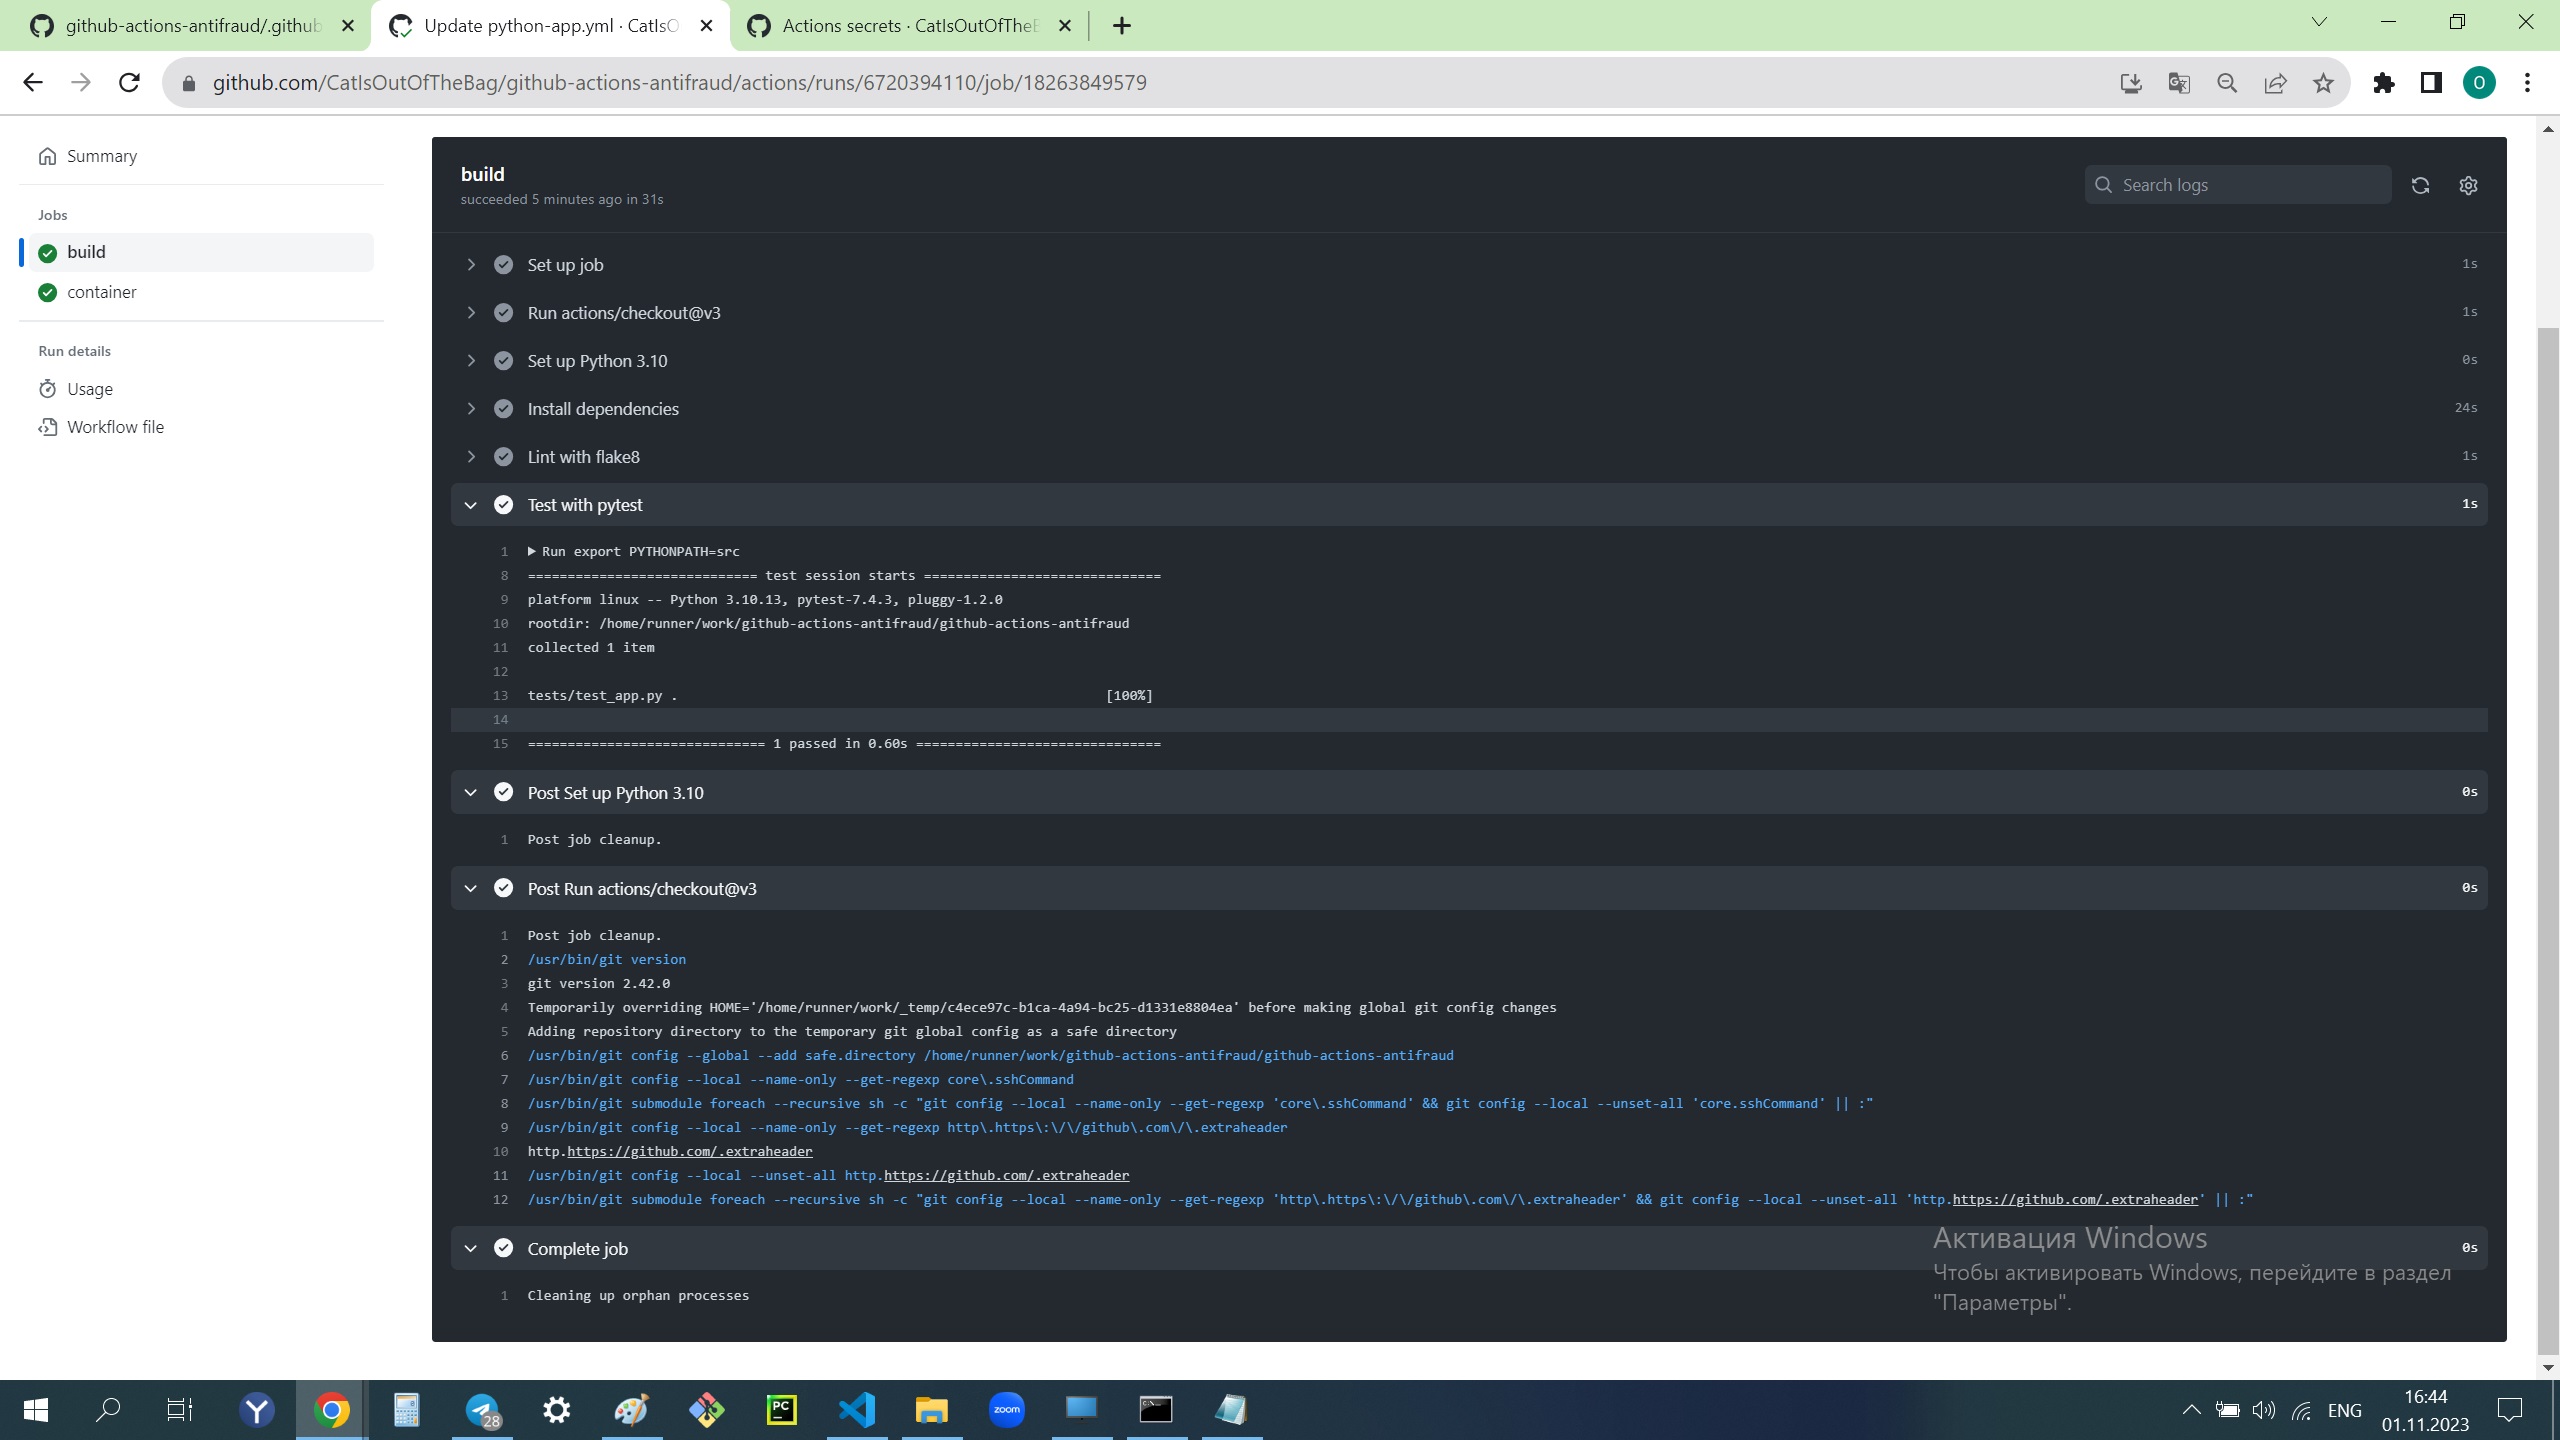 github-actions-antifraud/.github
Update python-app.yml · CatIsO
Actions secrets · CatIsOutOfTheB
github.com/CatIsOutOfTheBag/github-actions-antifraud/actions/runs/6720394110/job/18263849579
O
Summary
Jobs
build
container
Run details
Usage
Workflow file
build
succeeded 5 minutes ago in 31s
Search logs
Set up job 1s
Run actions/checkout@v3 1s
Set up Python 3.10 0s
Install dependencies 24s
Lint with flake8 1s
Test with pytest 1s
1 Run export PYTHONPATH=src
8 ============================= test session starts ==============================
9 platform linux -- Python 3.10.13, pytest-7.4.3, pluggy-1.2.0
10 rootdir: /home/runner/work/github-actions-antifraud/github-actions-antifraud
11 collected 1 item
12
13 tests/test_app.py . [100%]
14
15 ============================== 1 passed in 0.60s ===============================
Post Set up Python 3.10 0s
1 Post job cleanup.
Post Run actions/checkout@v3 0s
1 Post job cleanup.
2 /usr/bin/git version
3 git version 2.42.0
4 Temporarily overriding HOME='/home/runner/work/_temp/c4ece97c-b1ca-4a94-bc25-d1331e8804ea' before making global git config changes
5 Adding repository directory to the temporary git global config as a safe directory
6 /usr/bin/git config --global --add safe.directory /home/runner/work/github-actions-antifraud/github-actions-antifraud
7 /usr/bin/git config --local --name-only --get-regexp core\.sshCommand
8 /usr/bin/git submodule foreach --recursive sh -c "git config --local --name-only --get-regexp 'core\.sshCommand' && git config --local --unset-all 'core.sshCommand' || :"
9 /usr/bin/git config --local --name-only --get-regexp http\.https\:\/\/github\.com\/\.extraheader
10 http.https://github.com/.extraheader
11 /usr/bin/git config --local --unset-all http.https://github.com/.extraheader
12 /usr/bin/git submodule foreach --recursive sh -c "git config --local --name-only --get-regexp 'http\.https\:\/\/github\.com\/\.extraheader' && git config --local --unset-all 'http.https://github.com/.extraheader' || :"
Complete job 0s
1 Cleaning up orphan processes
Активация Windows
Чтобы активировать Windows, перейдите в раздел
"Параметры".
28
PC
zoom
ENG
16:44
01.11.2023